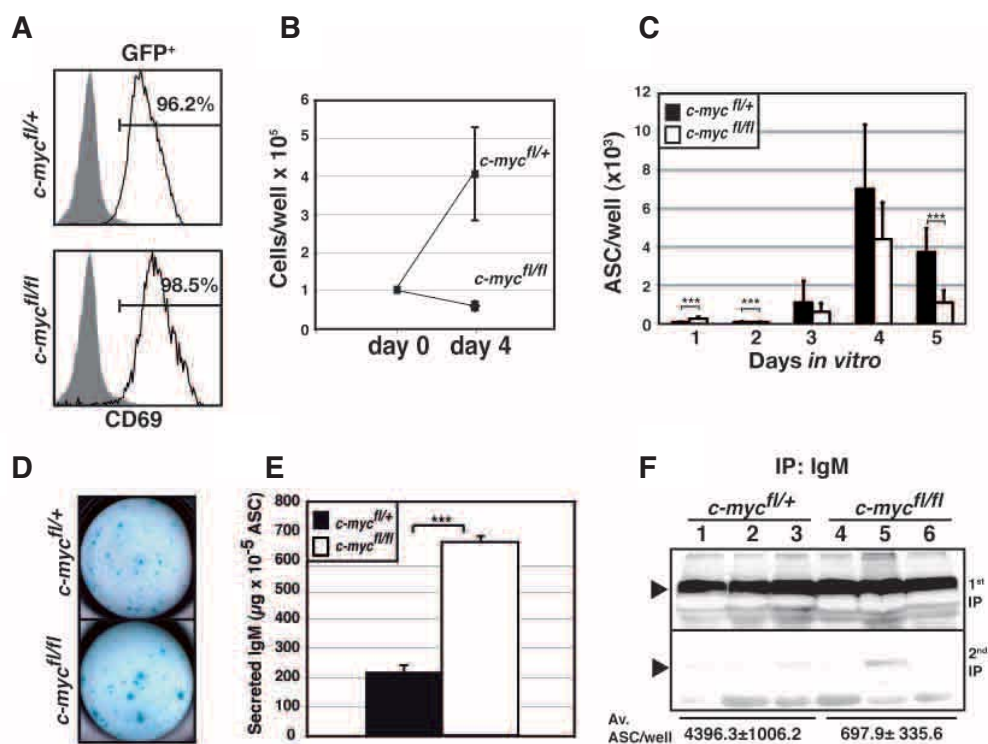 A
GFP+
c-myc fl/+
96.2%
c-myc fl/fl
98.5%
CD69
B
Cells/well x 10^5
6
5
4
3
2
1
0
c-myc fl/+
c-myc fl/fl
day 0
day 4
C
ASC/well (x10^3)
12
10
8
6
4
2
0
c-myc fl/+
c-myc fl/fl
***
***
***
1 2 3 4 5
Days in vitro
D
c-myc fl/+
c-myc fl/fl
E
Secreted IgM (µg x 10^-5 ASC)
800
700
600
500
400
300
200
100
0
c-myc fl/+
c-myc fl/fl
***
F
IP: IgM
c-myc fl/+ c-myc fl/fl
1 2 3 4 5 6
1st
IP
2nd
IP
Av.
ASC/well 4396.3±1006.2 697.9± 335.6